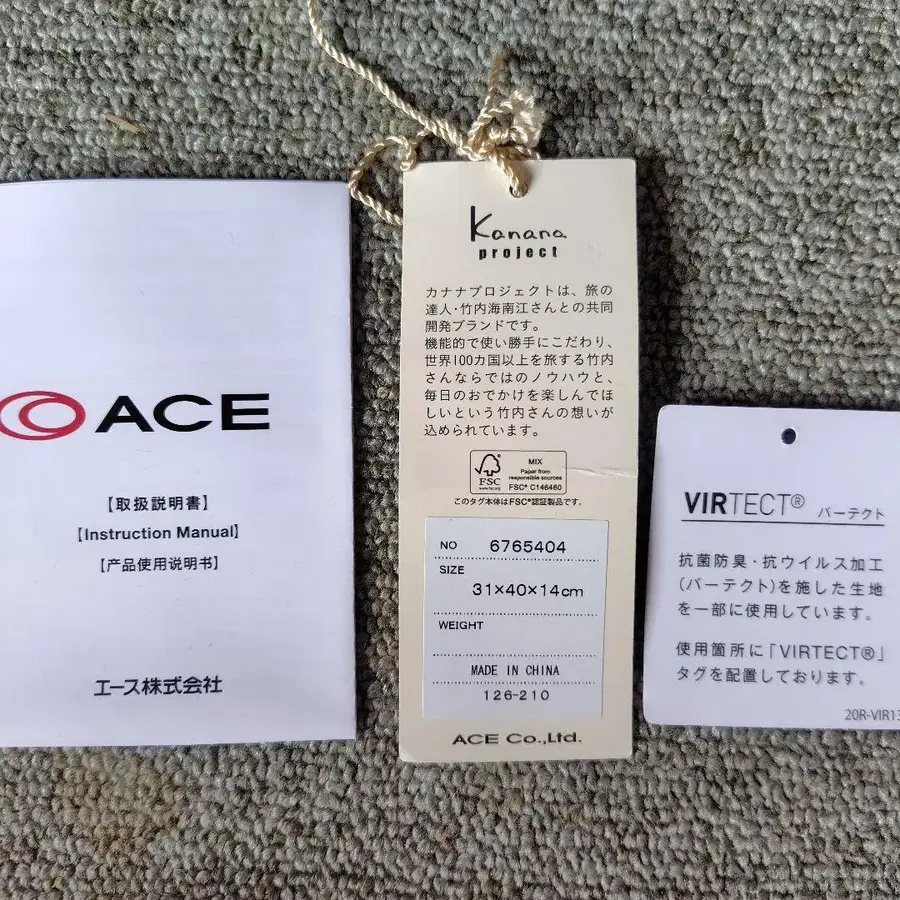 ACE
【取扱説明書】
【Instruction Manual】
【产品使用说明书】
エース株式会社
Kanana
project
カナナプロジェクトは、旅の
達人・竹内海南江さんとの共同
開発ブランドです。
機能的で使い勝手にこだわり、
世界100カ国以上を旅する竹内
さんならではのノウハウと、
毎日のおでかけを楽しんでほ
しいという竹内さんの想いが
込められています。
FSC
www.fsc.org
MIX
Paper from
responsible sources
FSC® C146460
このタグ本体はFSC®認証製品です。
NO 6765404
SIZE
31×40×14cm
WEIGHT
MADE IN CHINA
126-210
ACE Co.,Ltd.
VIRTECT® バーテクト
抗菌防臭・抗ウイルス加工
(バーテクト)を施した生地
を一部に使用しています。
使用箇所に「VIRTECT®」
タグを配置しております。
20R-VIR13